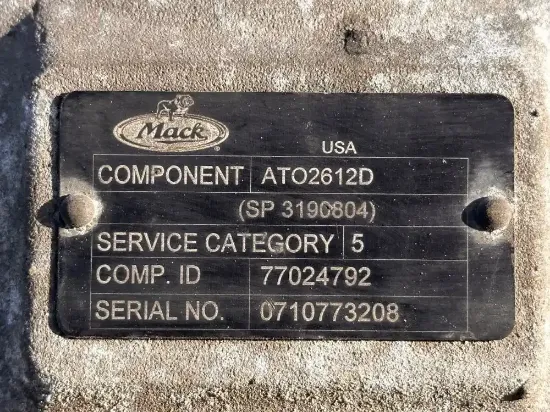 Mack ®
USA
COMPONENT ATO2612D
(SP 3190804)
SERVICE CATEGORY 5
COMP. ID 77024792
SERIAL NO. 0710773208